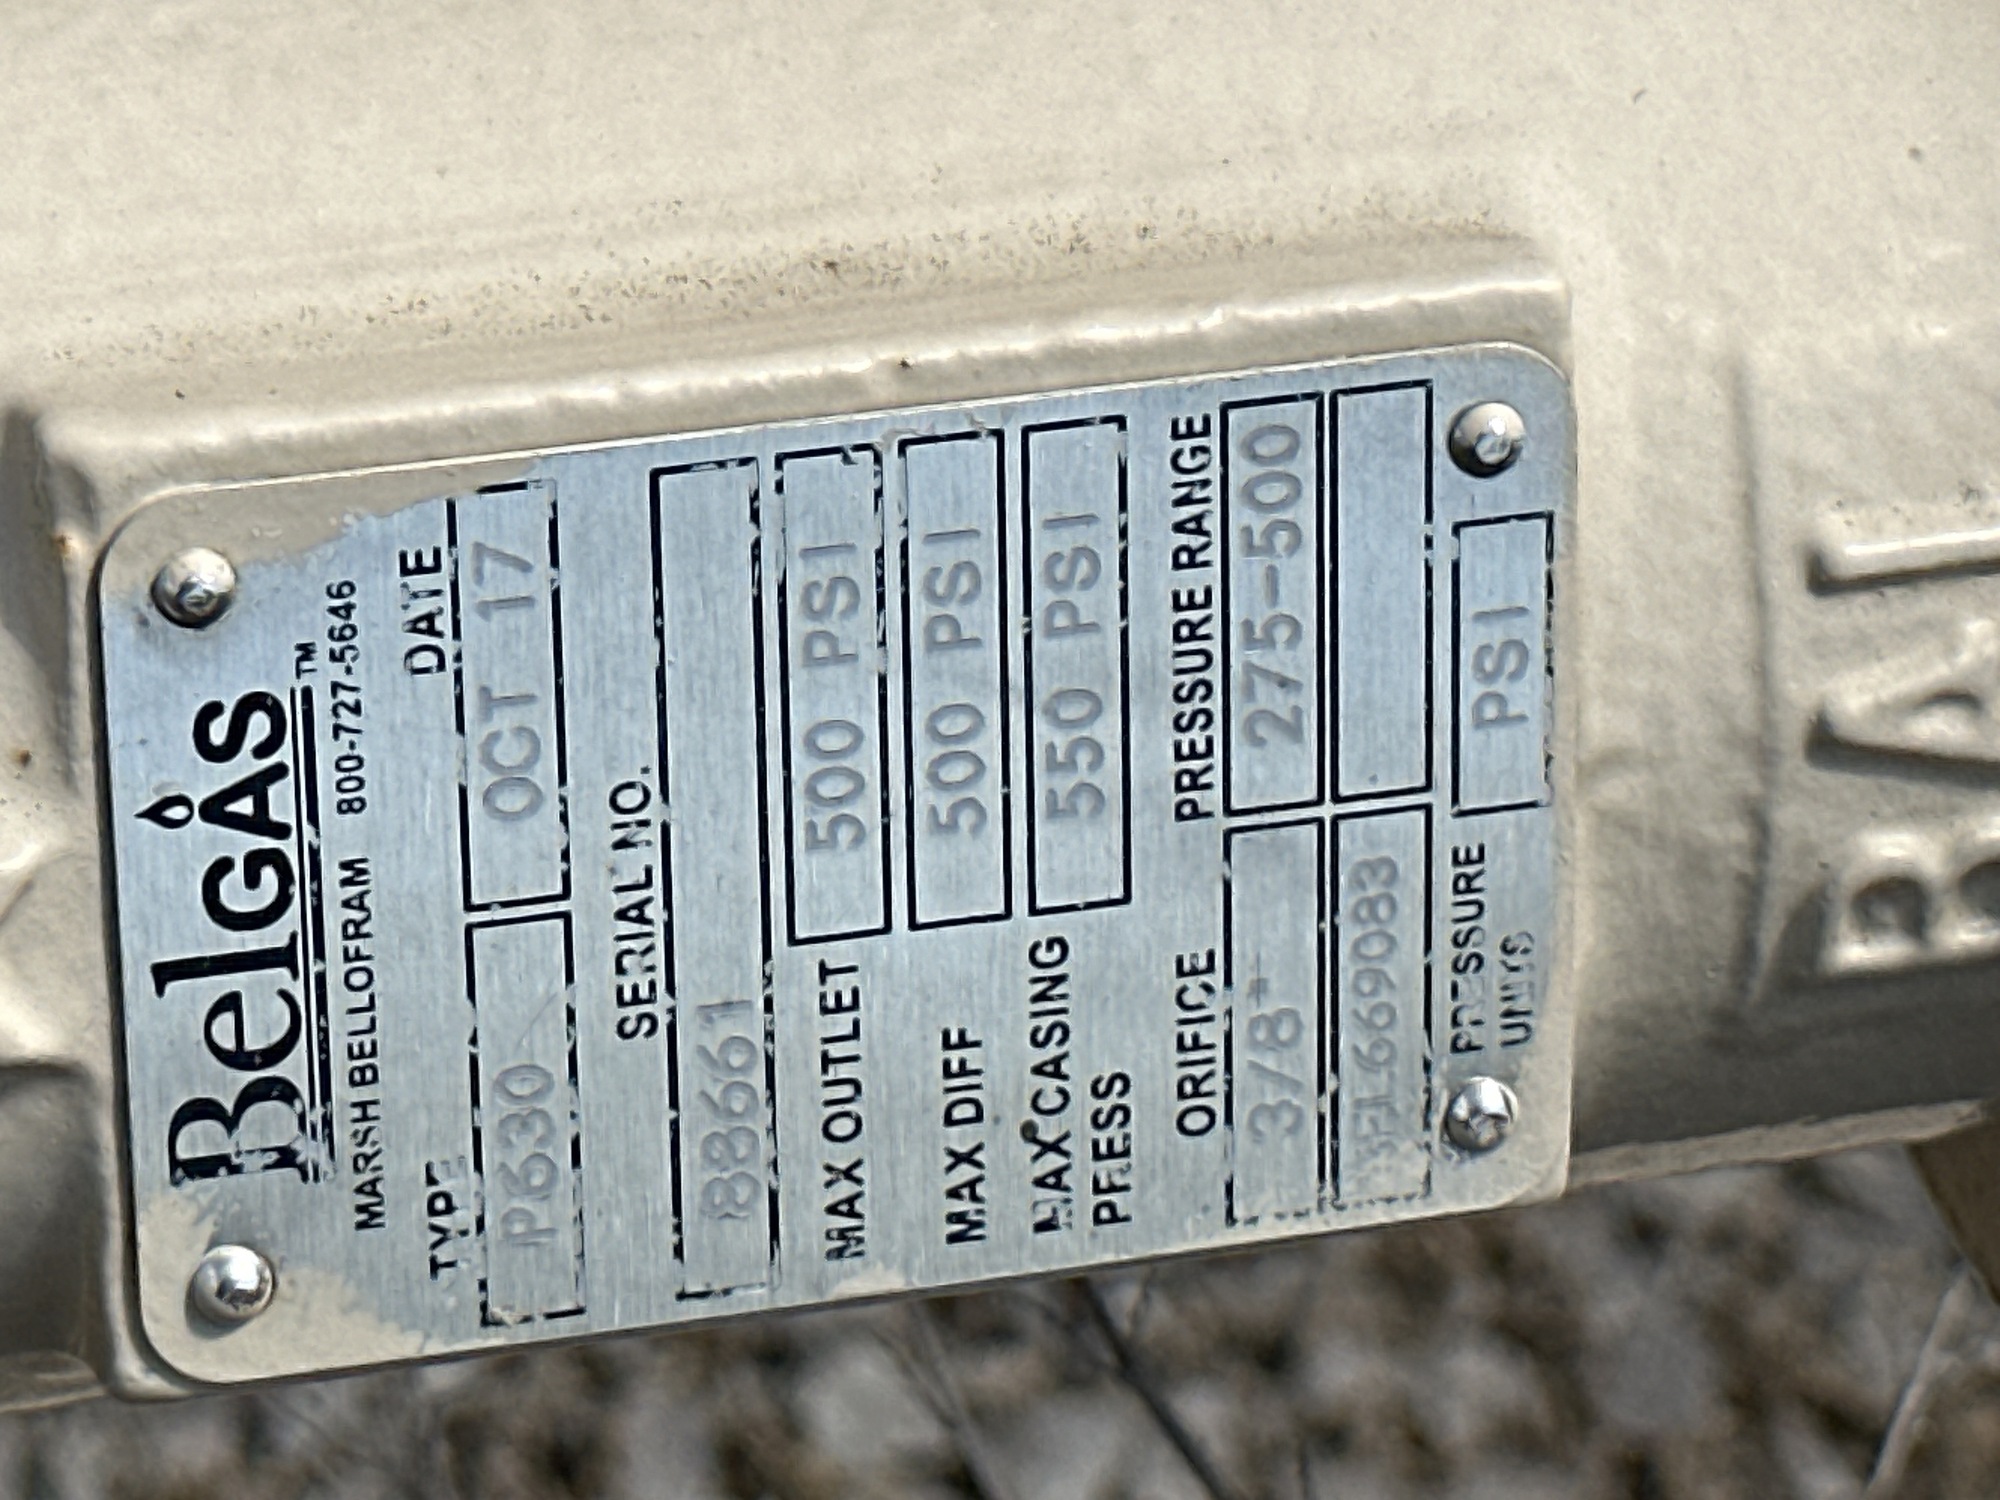 BelGAS™
MARSH BELLOFRAM 800-727-5646
TYPE DATE
P630 OCT 17
SERIAL NO.
88661
MAX OUTLET 500 PSI
MAX DIFF 500 PSI
MAX CASING PRESS 550 PSI
ORIFICE PRESSURE RANGE
3/8 275-500
PRESSURE UNITS PSI